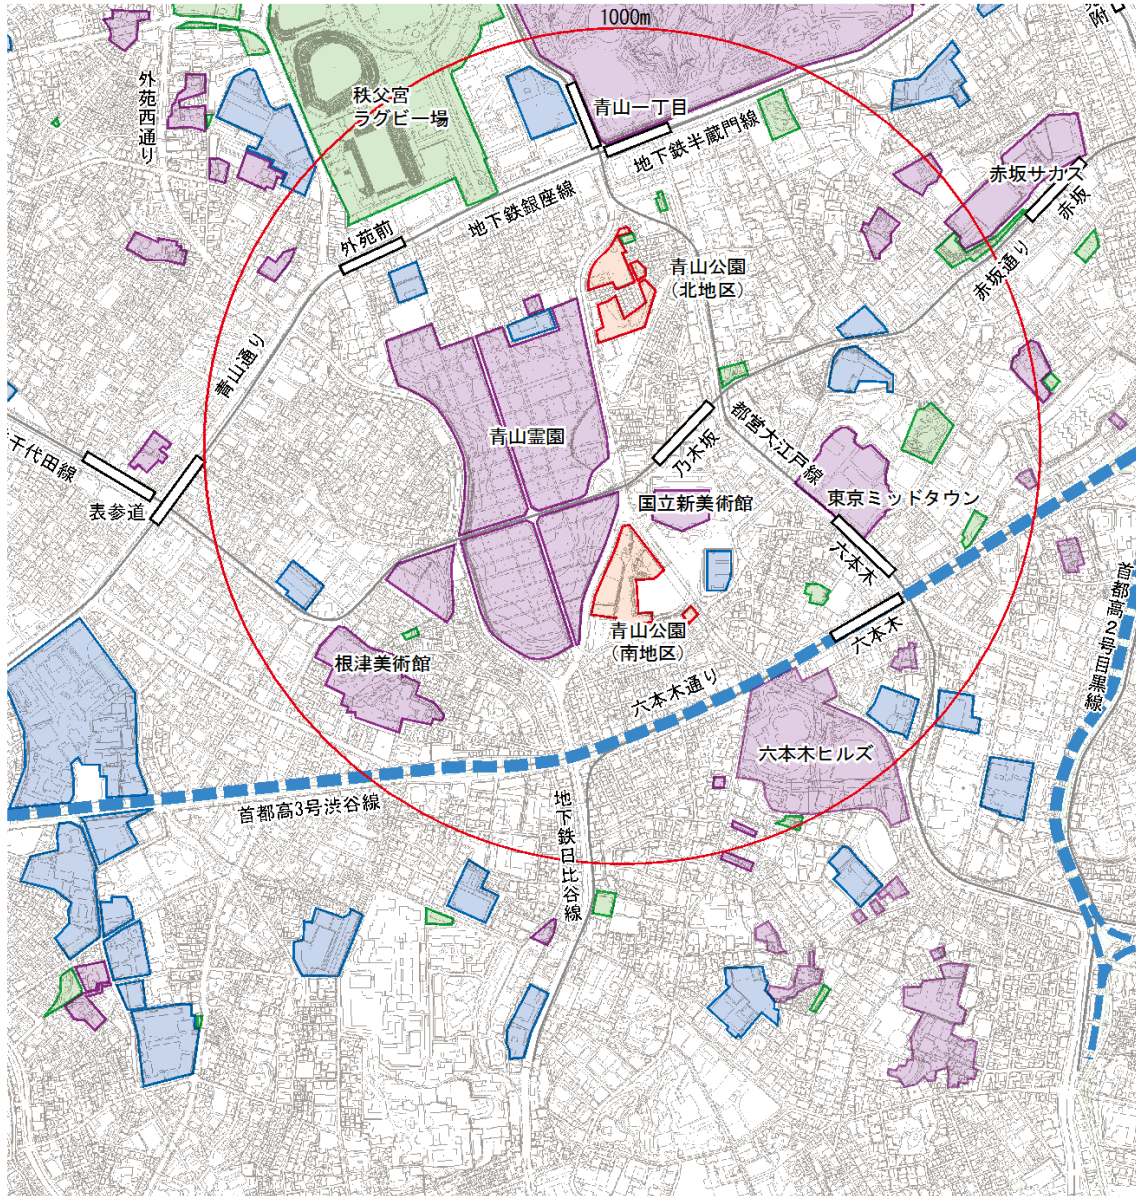 1000m
附
外苑西通り
秩父宮
ラグビー場
青山一丁目
地下鉄半蔵門線
赤坂サカス
赤坂
地下鉄銀座線
外苑前
青山公園
(北地区)
赤坂通り
青山通り
青山霊園
乃木坂
都営大江戸線
千代田線
表参道
国立新美術館
東京ミッドタウン
六本木
六本木
首都高2号目黒線
青山公園
(南地区)
根津美術館
六本木通り
六本木ヒルズ
首都高3号渋谷線
地下鉄日比谷線